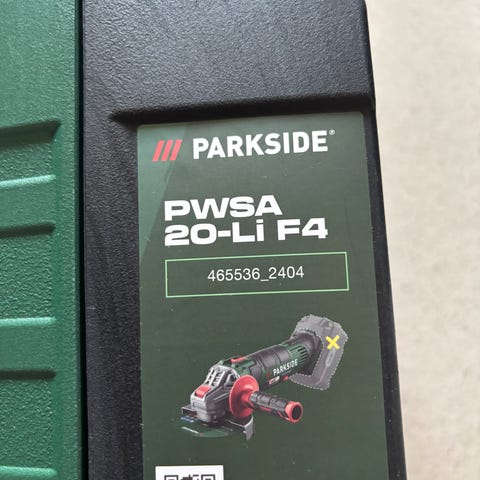 PARKSIDE®
PWSA
20-Li F4
465536_2404
PARKSIDE